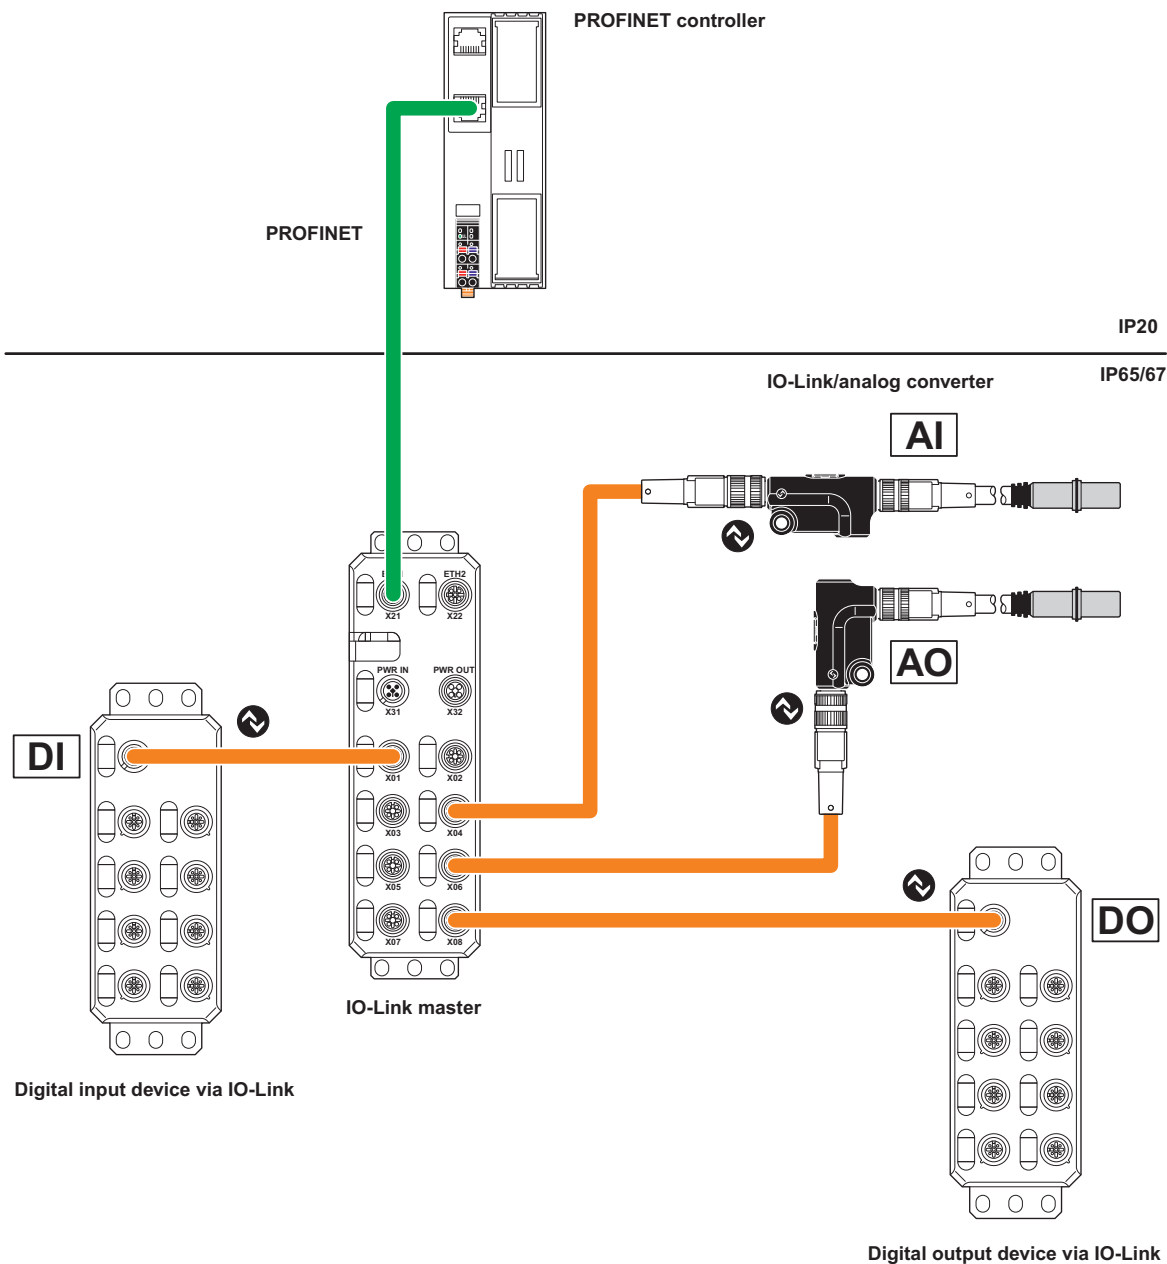 PROFINET controller
PROFINET
IP20
IP65/67
IO-Link/analog converter
AI
ETH2
X21
X22
AO
PWR IN
PWR OUT
X31
X32
DI
X01
X02
X03
X04
X05
X06
DO
X07
X08
IO-Link master
Digital input device via IO-Link
Digital output device via IO-Link